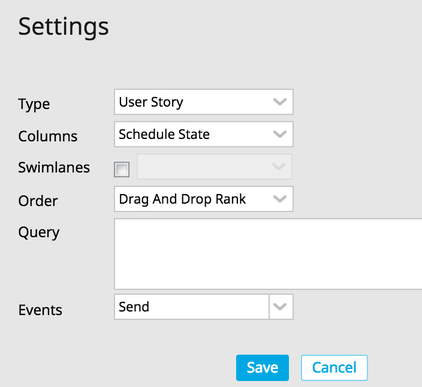 Settings
Type User Story
Columns Schedule State
Swimlanes
Order Drag And Drop Rank
Query
Events Send
Save Cancel